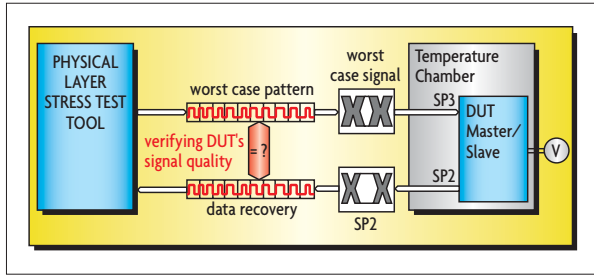 PHYSICAL
LAYER
STRESS TEST
TOOL
worst case pattern
verifying DUT's
signal quality
= ?
data recovery
worst
case signal
SP2
Temperature
Chamber
SP3
DUT
Master/
Slave
SP2
V